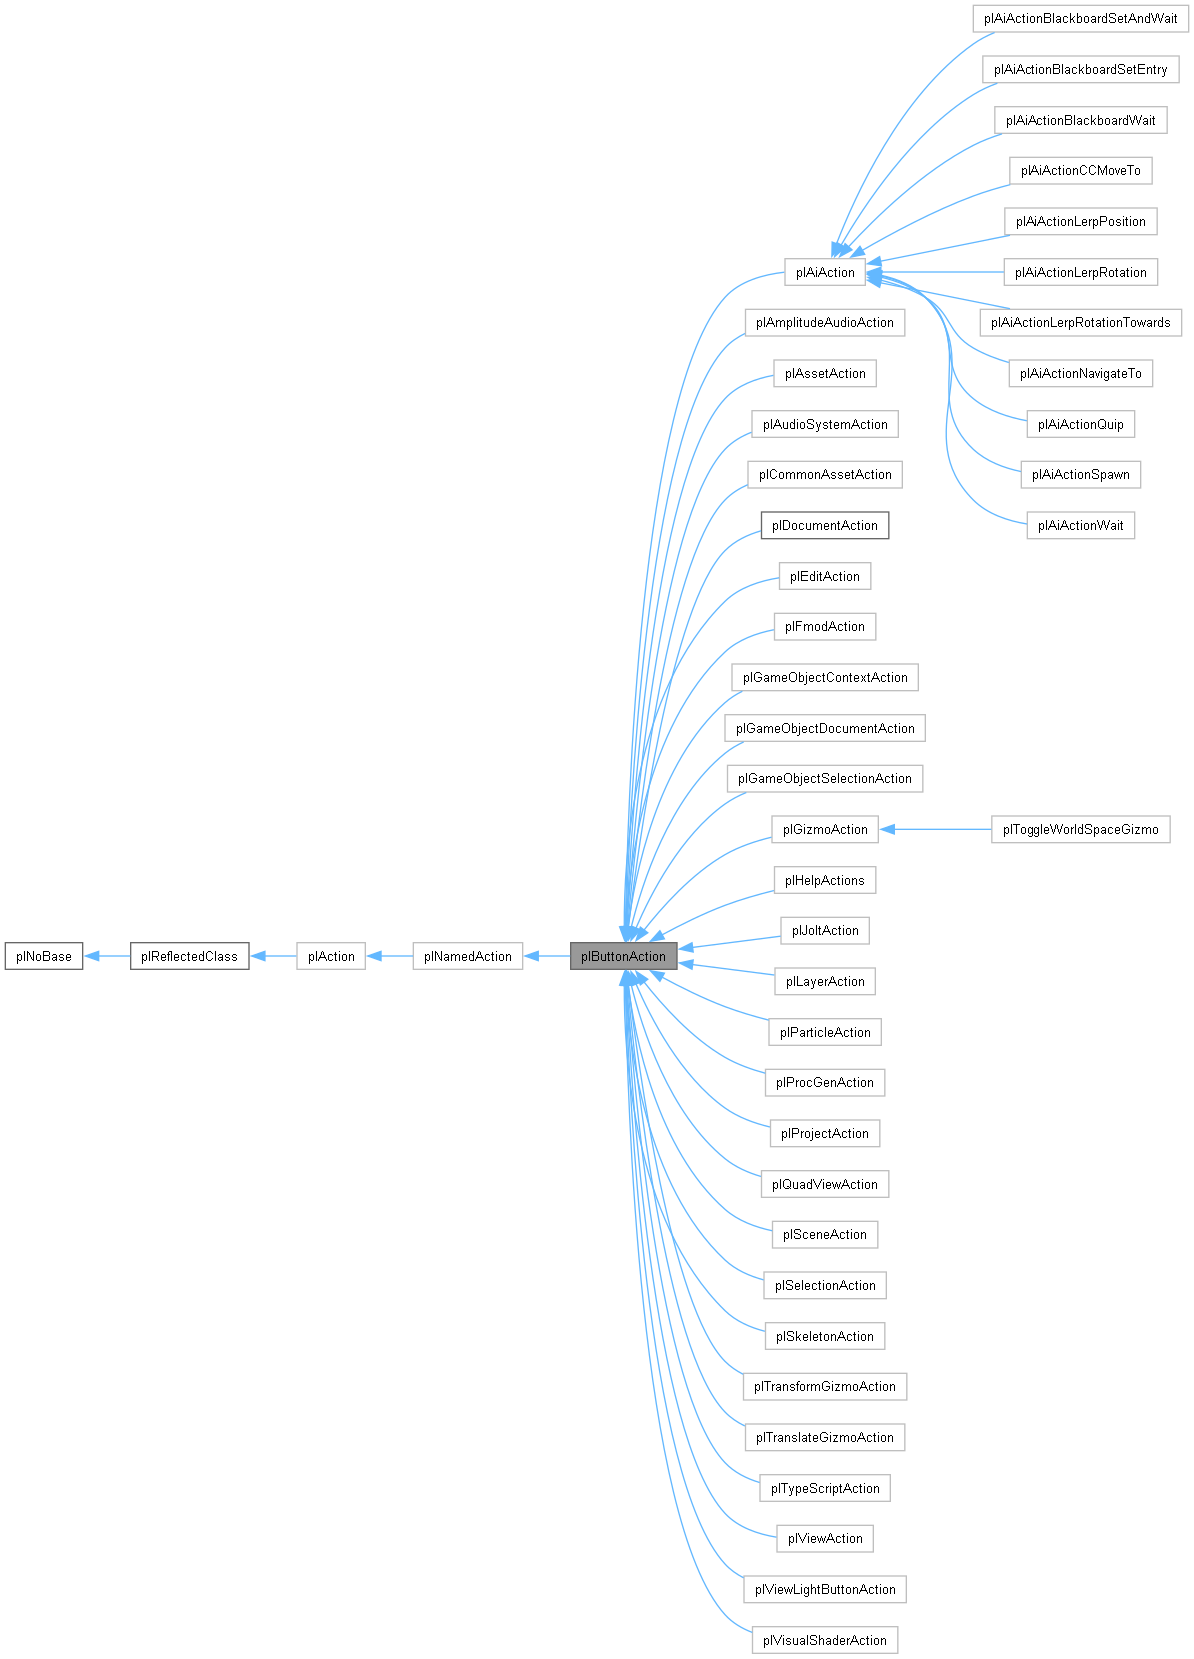 plAiActionBlackboardSetAndWait
plAiActionBlackboardSetEntry
plAiActionBlackboardWait
plAiActionCCMoveTo
plAiActionLerpPosition
plAiAction
plAiActionLerpRotation
plAmplitudeAudioAction
plAiActionLerpRotationTowards
plAssetAction
plAiActionNavigateTo
plAudioSystemAction
plAiActionQuip
plCommonAssetAction
plAiActionSpawn
plDocumentAction
plAiActionWait
plEditAction
plFmodAction
plGameObjectContextAction
plGameObjectDocumentAction
plGameObjectSelectionAction
plGizmoAction
plToggleWorldSpaceGizmo
plHelpActions
plJoltAction
plNoBase
plReflectedClass
plAction
plNamedAction
plButtonAction
plLayerAction
plParticleAction
plProcGenAction
plProjectAction
plQuadViewAction
plSceneAction
plSelectionAction
plSkeletonAction
plTransformGizmoAction
plTranslateGizmoAction
plTypeScriptAction
plViewAction
plViewLightButtonAction
plVisualShaderAction